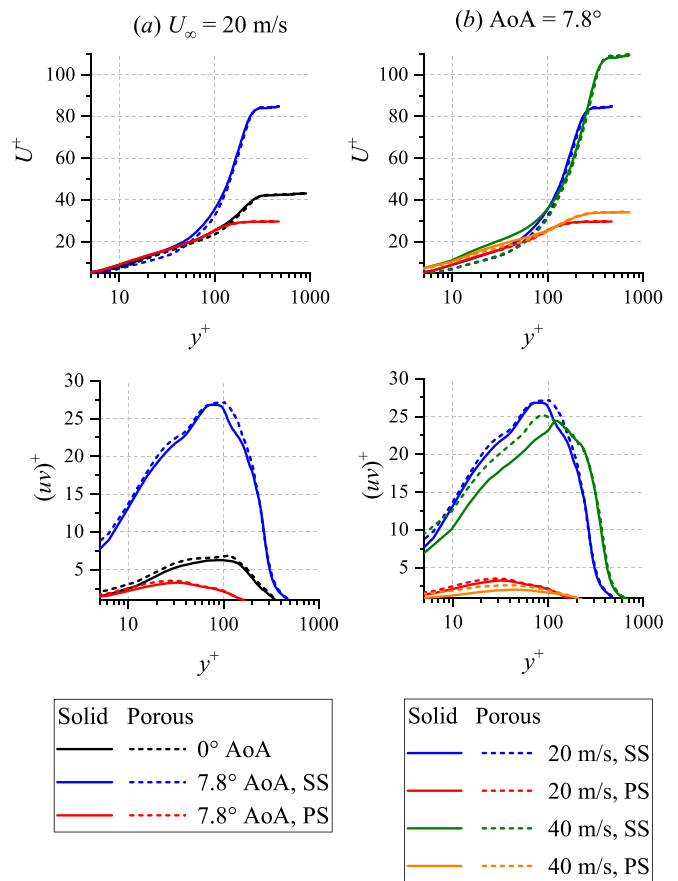 (a) U∞ = 20 m/s
(b) AoA = 7.8°
U⁺
100
80
60
40
20
10
100
1000
y⁺
U⁺
100
80
60
40
20
10
100
1000
y⁺
(uv)⁺
30
25
20
15
10
5
10
100
1000
y⁺
(uv)⁺
30
25
20
15
10
5
10
100
1000
y⁺
Solid Porous
0° AoA
7.8° AoA, SS
7.8° AoA, PS
Solid Porous
20 m/s, SS
20 m/s, PS
40 m/s, SS
40 m/s, PS